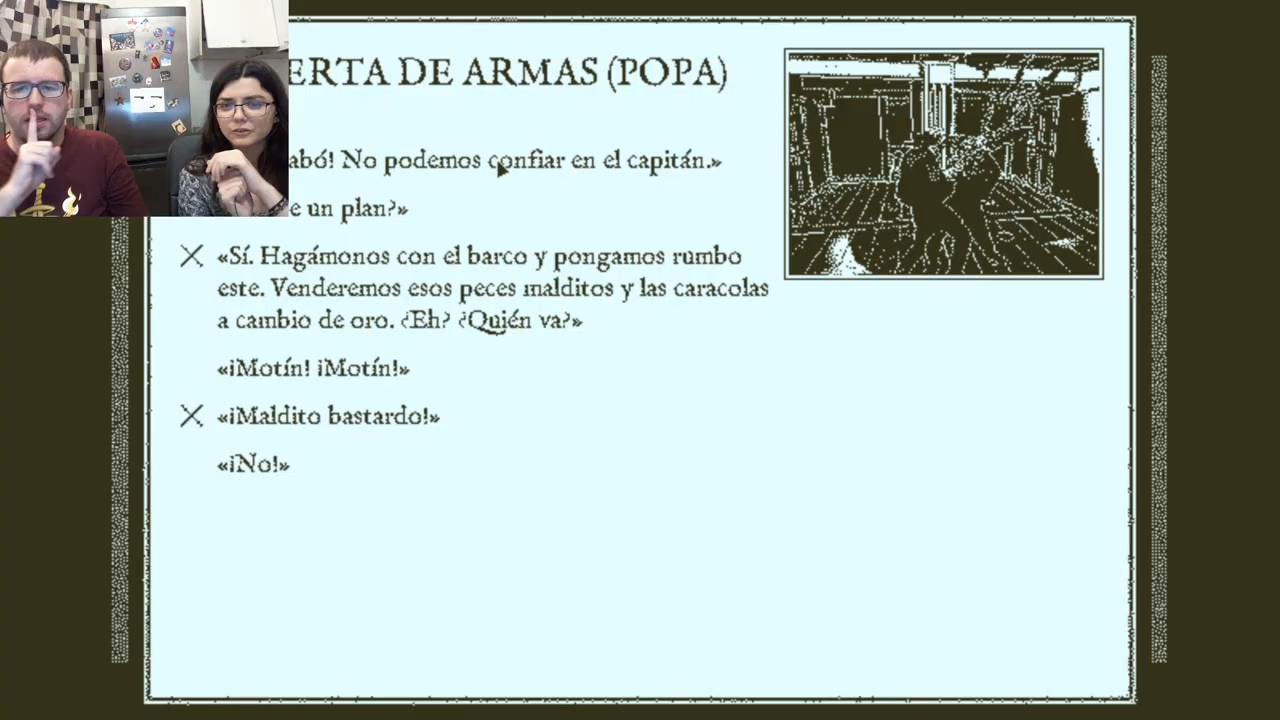 ERTA DE ARMAS (POPA)
abó! No podemos confiar en el capitán.»
e un plan?»
«Sí. Hagámonos con el barco y pongamos rumbo
este. Venderemos esos peces malditos y las caracolas
a cambio de oro. ¿Eh? ¿Quién va?»
«¡Motín! ¡Motín!»
«¡Maldito bastardo!»
«¡No!»